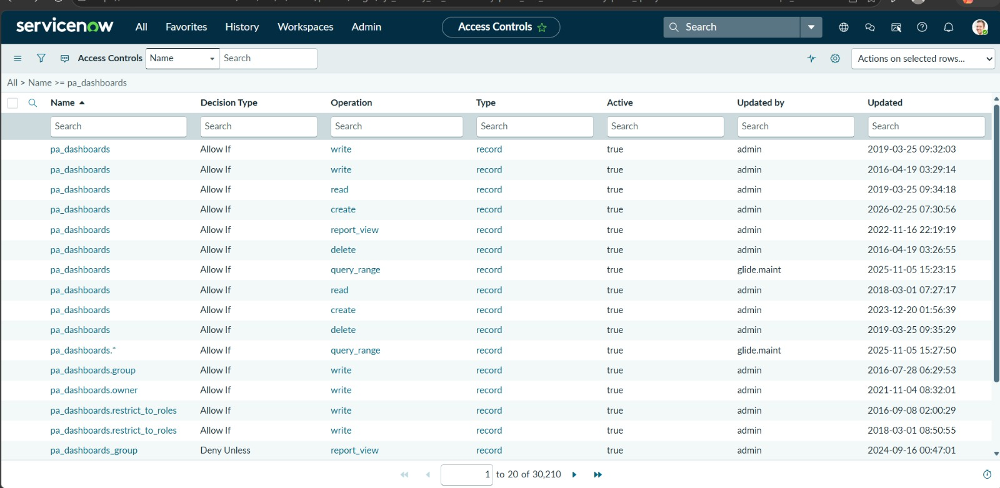 servicenow All Favorites History Workspaces Admin Access Controls Search
Access Controls Name Search Actions on selected rows...
All > Name >= pa_dashboards
Name Decision Type Operation Type Active Updated by Updated
Search Search Search Search Search Search Search
pa_dashboards Allow If write record true admin 2019-03-25 09:32:03
pa_dashboards Allow If write record true admin 2016-04-19 03:29:14
pa_dashboards Allow If read record true admin 2019-03-25 09:34:18
pa_dashboards Allow If create record true admin 2026-02-25 07:30:56
pa_dashboards Allow If report_view record true admin 2022-11-16 22:19:19
pa_dashboards Allow If delete record true admin 2016-04-19 03:26:55
pa_dashboards Allow If query_range record true glide.maint 2025-11-05 15:23:15
pa_dashboards Allow If read record true admin 2018-03-01 07:27:17
pa_dashboards Allow If create record true admin 2023-12-20 01:56:39
pa_dashboards Allow If delete record true admin 2019-03-25 09:35:29
pa_dashboards.* Allow If query_range record true glide.maint 2025-11-05 15:27:50
pa_dashboards.group Allow If write record true admin 2016-07-28 06:29:53
pa_dashboards.owner Allow If write record true admin 2021-11-04 08:32:01
pa_dashboards.restrict_to_roles Allow If write record true admin 2016-09-08 02:00:29
pa_dashboards.restrict_to_roles Allow If write record true admin 2018-03-01 08:50:55
pa_dashboards_group Deny Unless report_view record true admin 2024-09-16 00:47:01
1 to 20 of 30,210